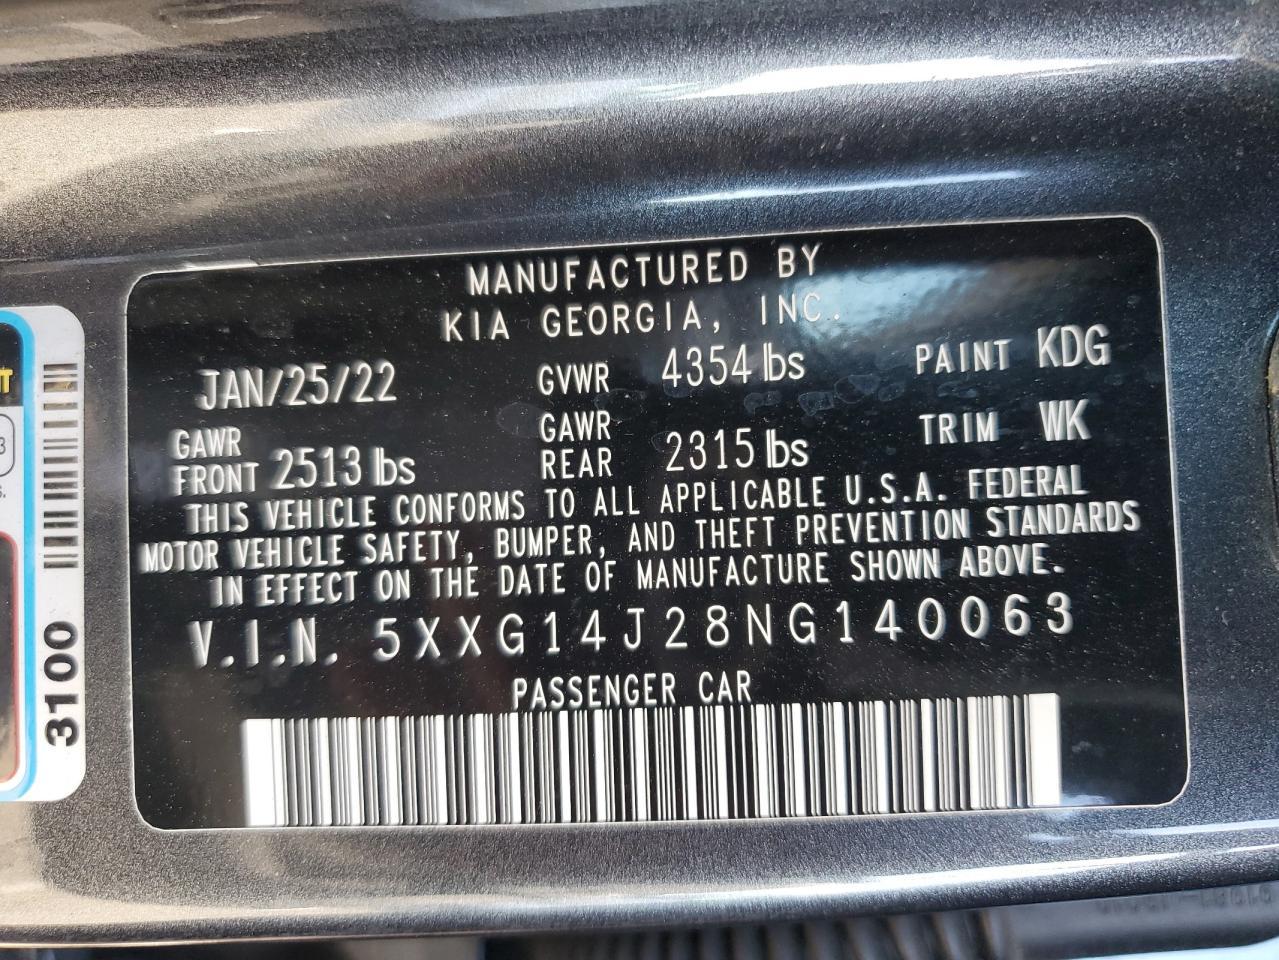 MANUFACTURED BY
KIA GEORGIA, INC.
JAN/25/22 GVWR 4354 lbs PAINT KDG
GAWR FRONT 2513 lbs GAWR REAR 2315 lbs TRIM WK
THIS VEHICLE CONFORMS TO ALL APPLICABLE U.S.A. FEDERAL
MOTOR VEHICLE SAFETY, BUMPER, AND THEFT PREVENTION STANDARDS
IN EFFECT ON THE DATE OF MANUFACTURE SHOWN ABOVE.
V.I.N. 5XXG14J28NG140063
PASSENGER CAR
3100